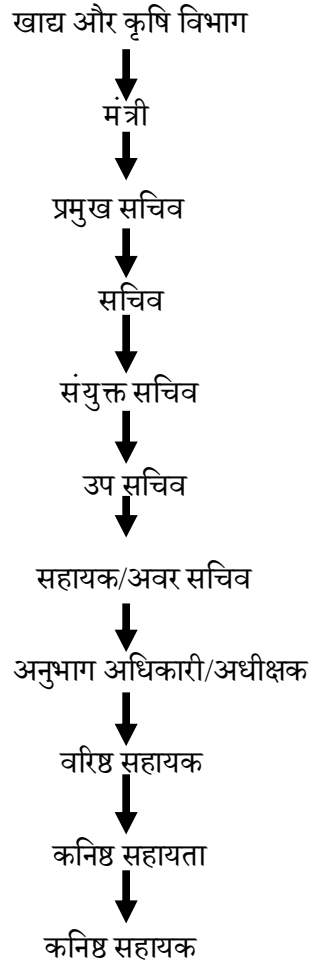 खाद्य और कृषि विभाग
मंत्री
प्रमुख सचिव
सचिव
संयुक्त सचिव
उप सचिव
सहायक/अवर सचिव
अनुभाग अधिकारी/अधीक्षक
वरिष्ठ सहायक
कनिष्ठ सहायता
कनिष्ठ सहायक